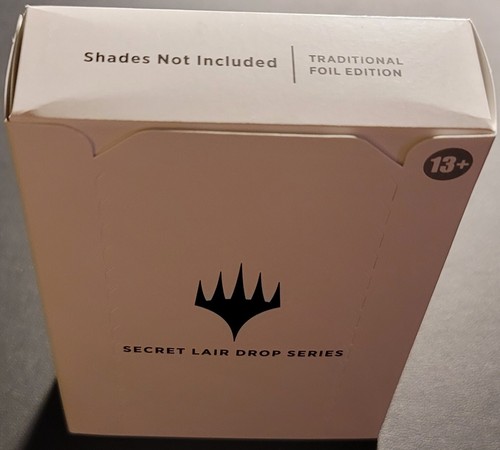 Shades Not Included
TRADITIONAL
FOIL EDITION
13+
SECRET LAIR DROP SERIES